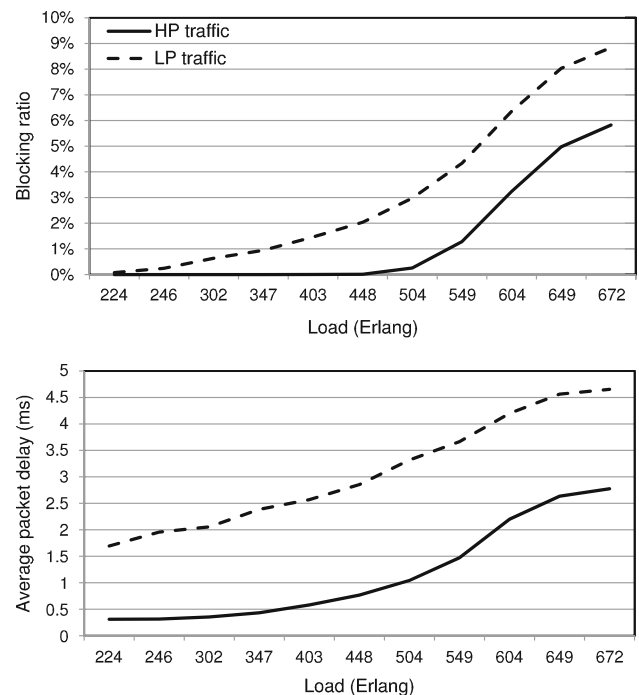 10%
9%
8%
7%
6%
5%
4%
3%
2%
1%
0%
Blocking ratio
HP traffic
LP traffic
224 246 302 347 403 448 504 549 604 649 672
Load (Erlang)
5
4.5
4
3.5
3
2.5
2
1.5
1
0.5
0
Average packet delay (ms)
224 246 302 347 403 448 504 549 604 649 672
Load (Erlang)